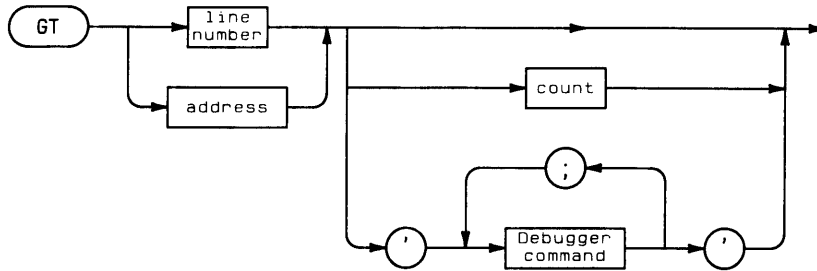 GT
line
number
address
count
;
'
Debugger
command
'